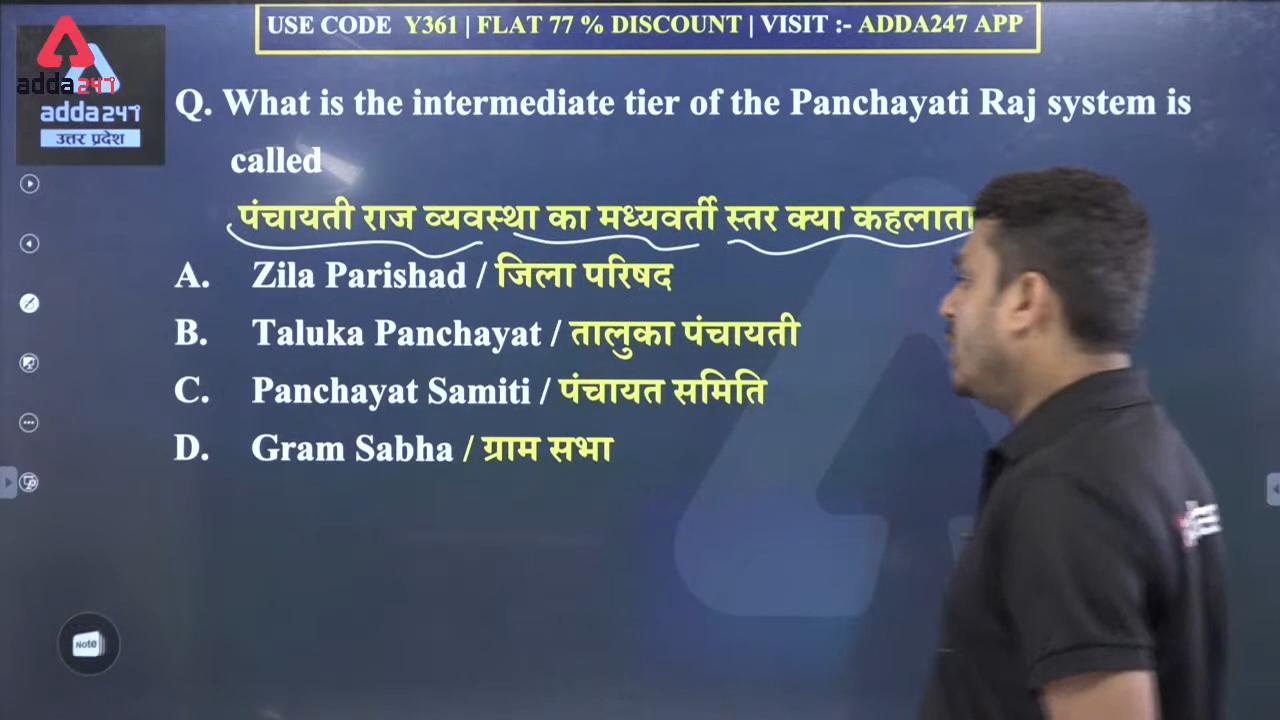 USE CODE Y361 | FLAT 77 % DISCOUNT | VISIT :- ADDA247 APP
adda247
adda247
उत्तर प्रदेश
Q. What is the intermediate tier of the Panchayati Raj system is
called
पंचायती राज व्यवस्था का मध्यवर्ती स्तर क्या कहलाता
A. Zila Parishad / जिला परिषद
B. Taluka Panchayat / तालुका पंचायती
C. Panchayat Samiti / पंचायत समिति
D. Gram Sabha / ग्राम सभा
Note